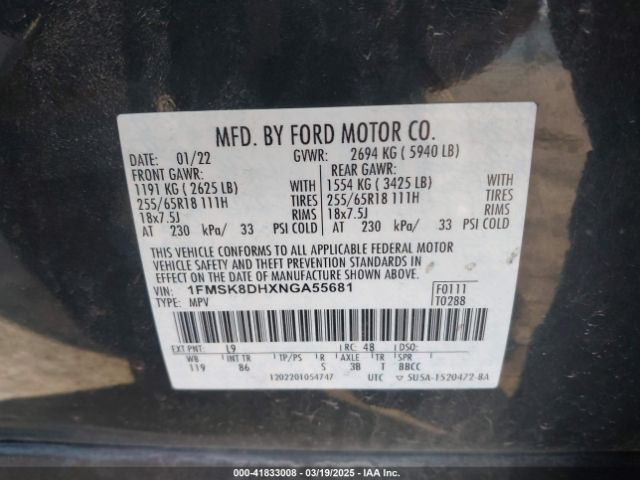 MFD. BY FORD MOTOR CO.
DATE: 01/22 GVWR: 2694 KG ( 5940 LB)
FRONT GAWR: REAR GAWR:
1191 KG ( 2625 LB) WITH 1554 KG ( 3425 LB) WITH
255/65R18 111H TIRES 255/65R18 111H TIRES
18x7.5J RIMS 18x7.5J RIMS
AT 230 kPa/ 33 PSI COLD AT 230 kPa/ 33 PSI COLD
THIS VEHICLE CONFORMS TO ALL APPLICABLE FEDERAL MOTOR
VEHICLE SAFETY AND THEFT PREVENTION STANDARDS IN
EFFECT ON THE DATE OF MANUFACTURE SHOWN ABOVE.
VIN: 1FMSK8DHXNGA55681 F0111
TYPE: MPV T0288
EXT PNT: L9 RC: 48 DSO:
WB INT TR TP/PS R AXLE TR SPR
119 86 S 3B T BBCC
1202201054747 UTC 5U5A-1520472-BA
000-41833008 - 03/19/2025 - IAA Inc.